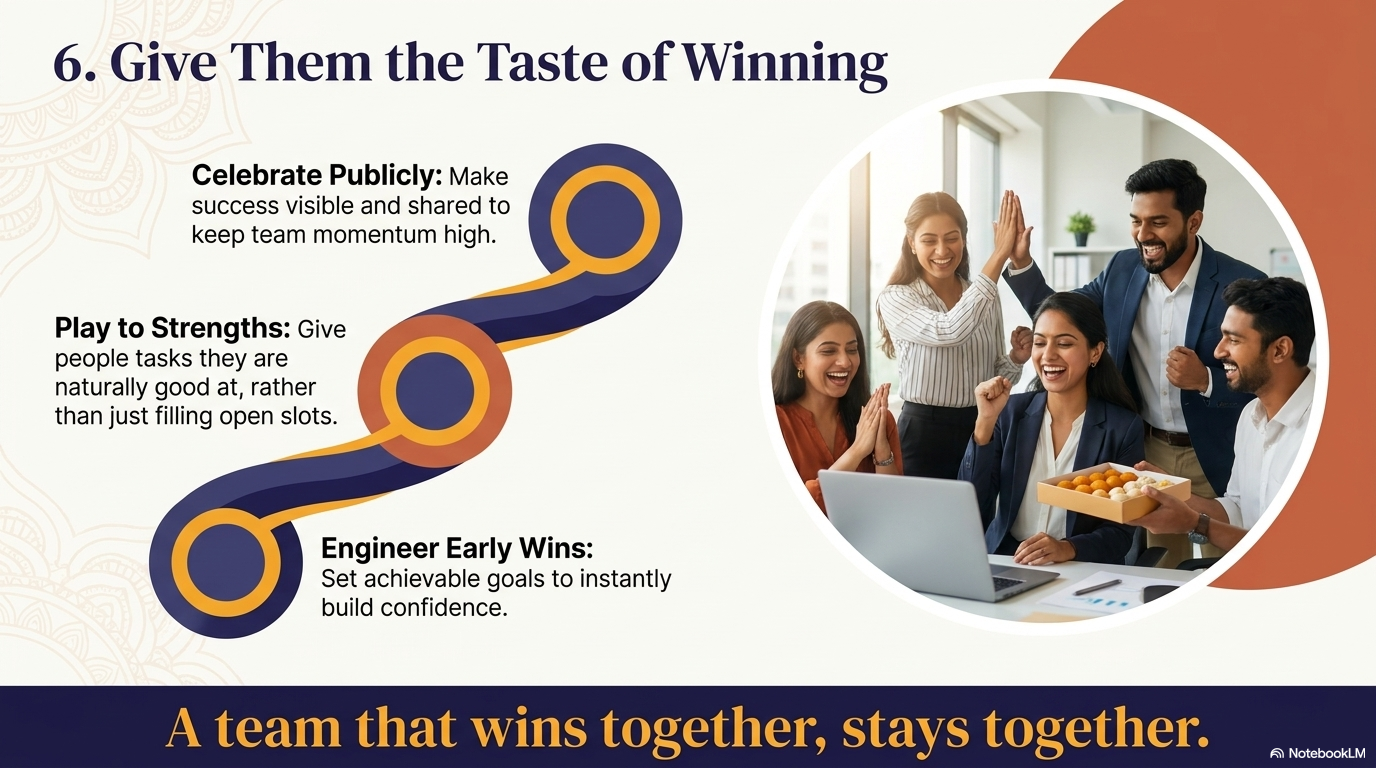 6. Give Them the Taste of Winning
Celebrate Publicly: Make
success visible and shared to
keep team momentum high.
Play to Strengths: Give
people tasks they are
naturally good at, rather
than just filling open slots.
Engineer Early Wins:
Set achievable goals to instantly
build confidence.
A team that wins together, stays together.
NotebookLM